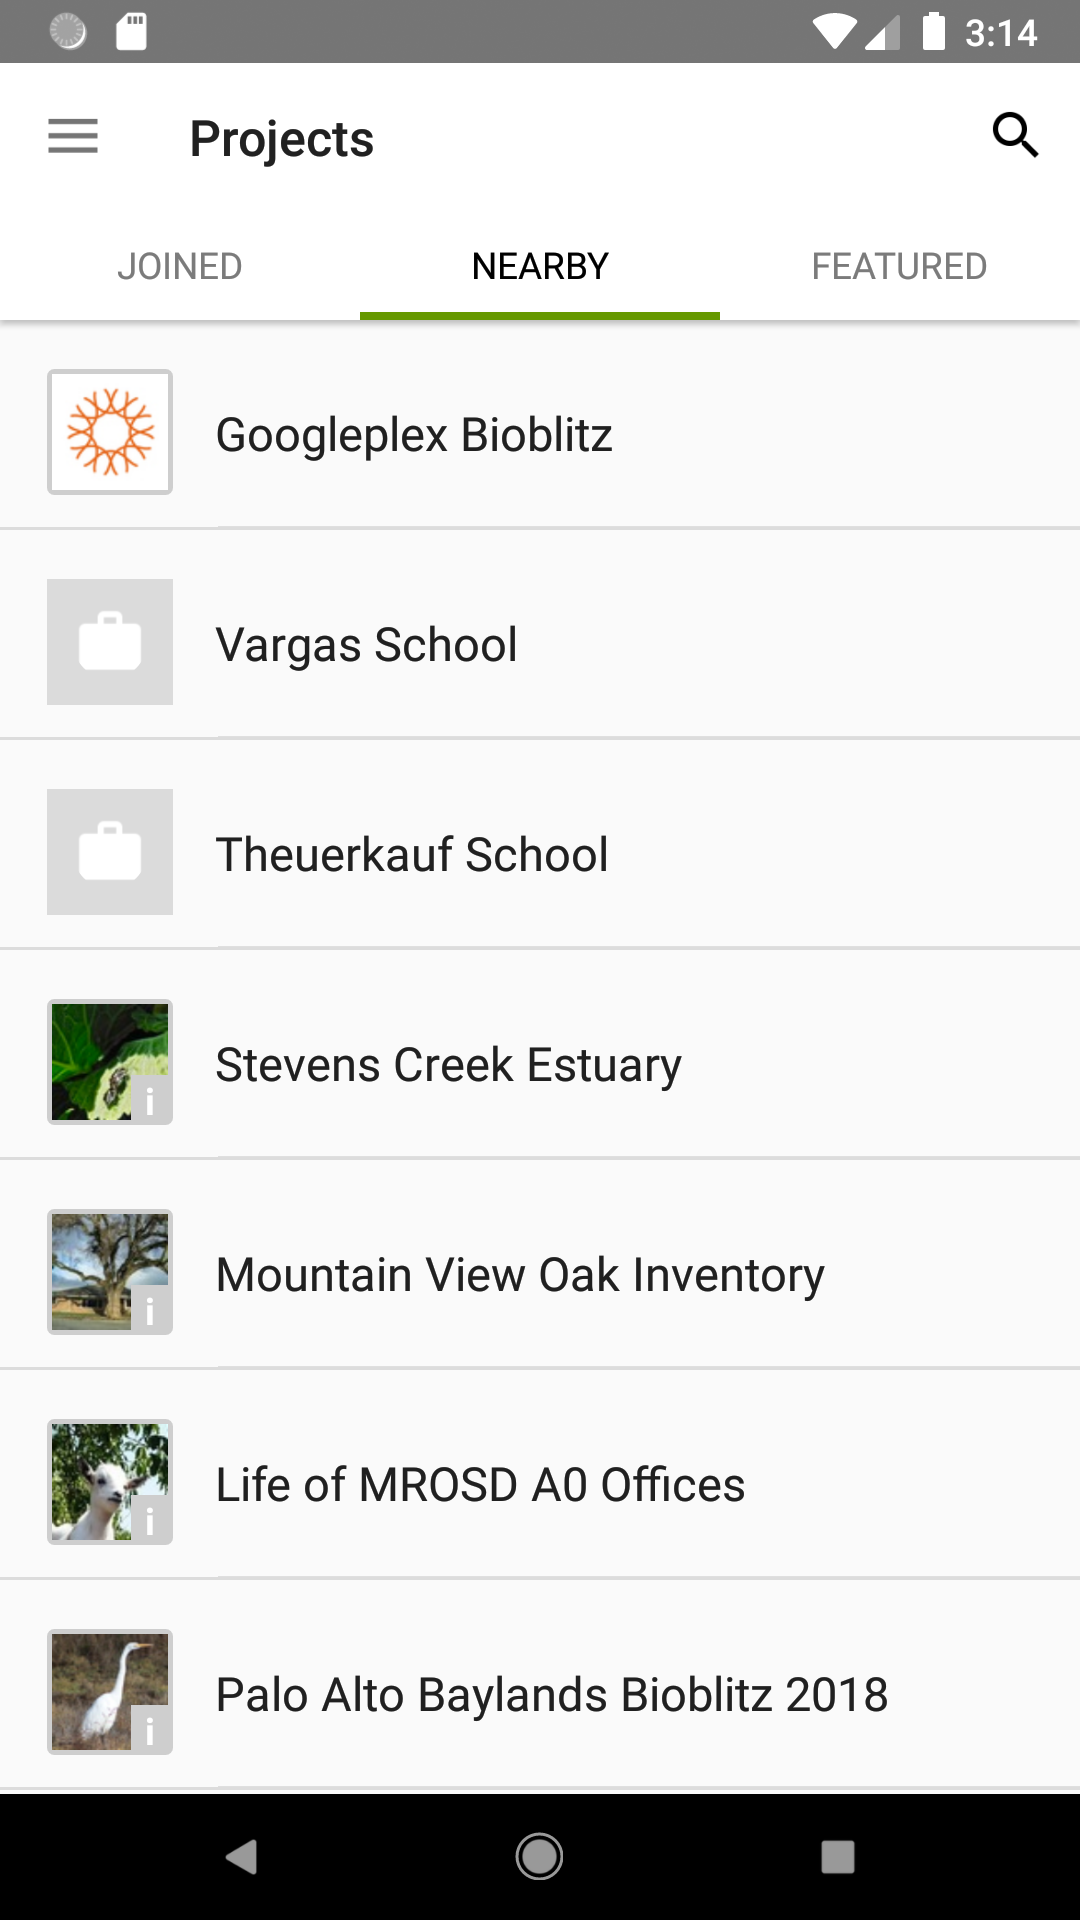 3:14
Projects
JOINED
NEARBY
FEATURED
Googleplex Bioblitz
Vargas School
Theuerkauf School
Stevens Creek Estuary
i
Mountain View Oak Inventory
i
Life of MROSD A0 Offices
i
Palo Alto Baylands Bioblitz 2018
i